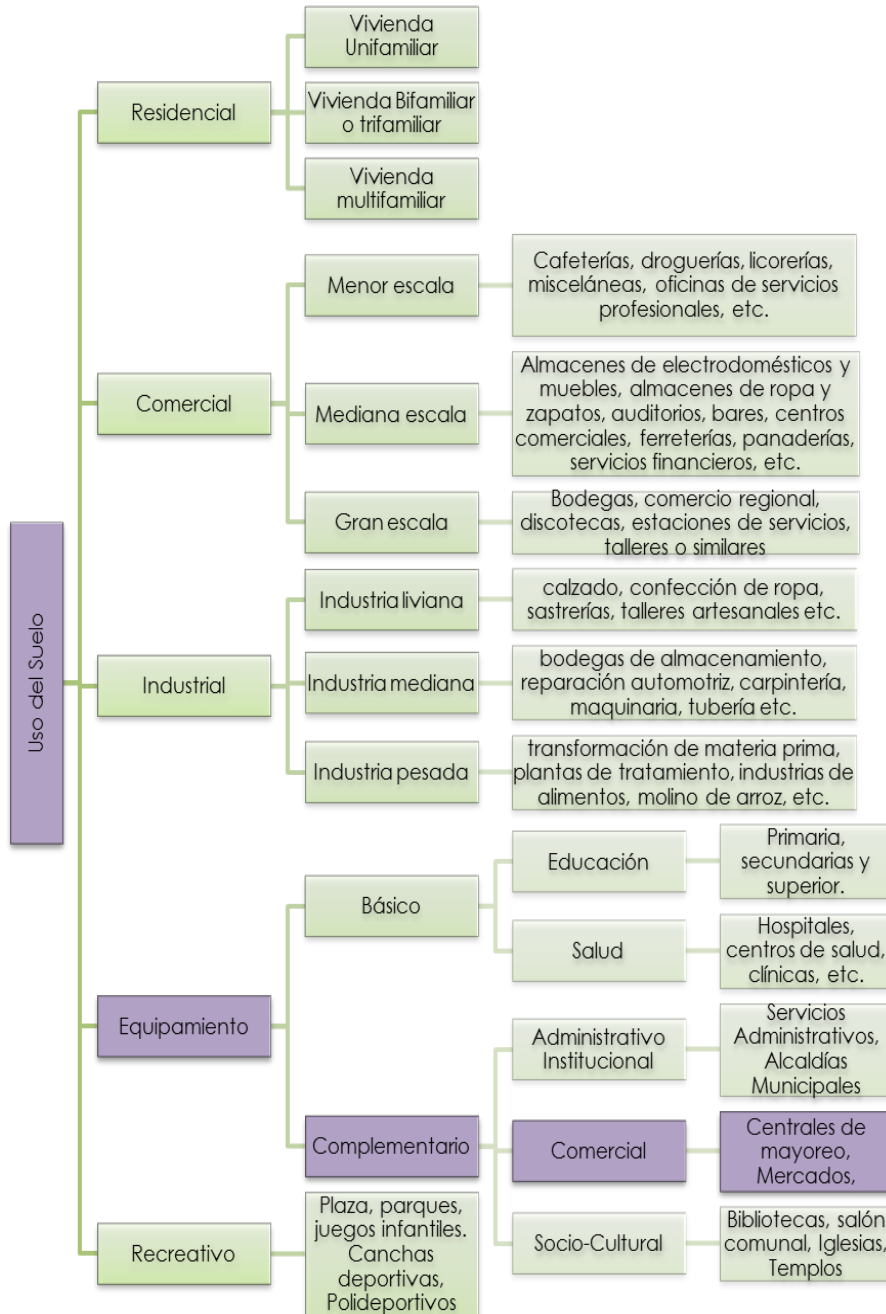 Uso del Suelo
Residencial
Vivienda
Unifamiliar
Vivienda Bifamiliar
o trifamiliar
Vivienda
multifamiliar
Comercial
Menor escala
Cafeterías, droguerías, licorerías,
misceláneas, oficinas de servicios
profesionales, etc.
Mediana escala
Almacenes de electrodomésticos y
muebles, almacenes de ropa y
zapatos, auditorios, bares, centros
comerciales, ferreterías, panaderías,
servicios financieros, etc.
Gran escala
Bodegas, comercio regional,
discotecas, estaciones de servicios,
talleres o similares
Industrial
Industria liviana
calzado, confección de ropa,
sastrerías, talleres artesanales etc.
Industria mediana
bodegas de almacenamiento,
reparación automotriz, carpintería,
maquinaria, tubería etc.
Industria pesada
transformación de materia prima,
plantas de tratamiento, industrias de
alimentos, molino de arroz, etc.
Equipamiento
Básico
Educación
Primaria,
secundarias y
superior.
Salud
Hospitales,
centros de salud,
clínicas, etc.
Complementario
Administrativo
Institucional
Servicios
Administrativos,
Alcaldías
Municipales
Comercial
Centrales de
mayoreo,
Mercados,
Socio-Cultural
Bibliotecas, salón
comunal, Iglesias,
Templos
Recreativo
Plaza, parques,
juegos infantiles.
Canchas
deportivas,
Polideportivos